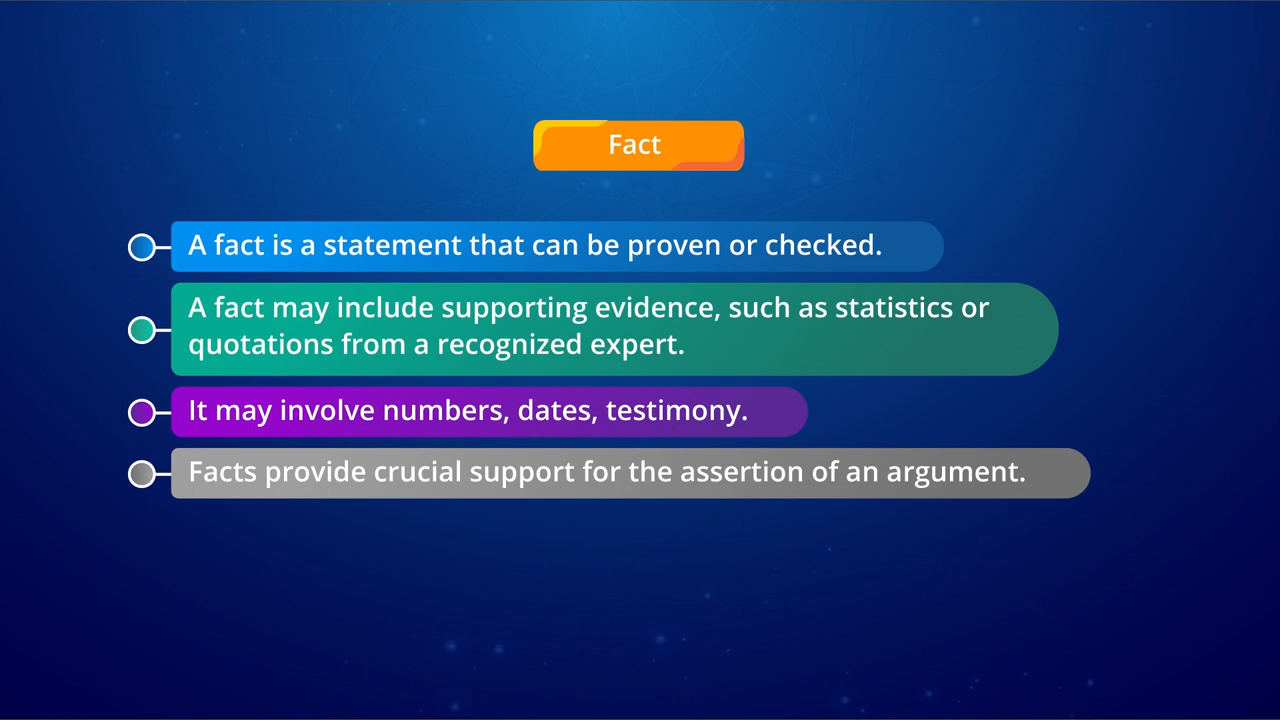 Fact
A fact is a statement that can be proven or checked.
A fact may include supporting evidence, such as statistics or
quotations from a recognized expert.
It may involve numbers, dates, testimony.
Facts provide crucial support for the assertion of an argument.